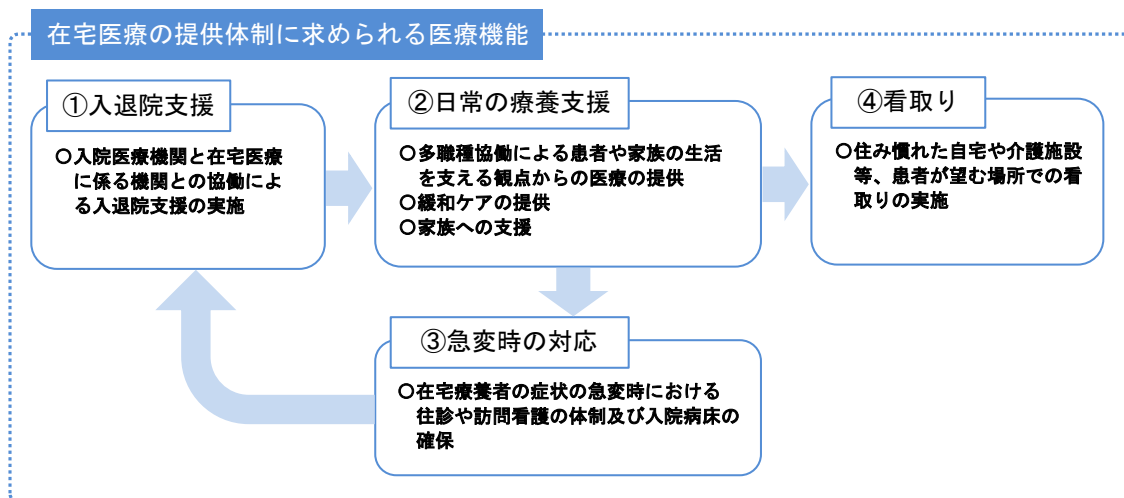 在宅医療の提供体制に求められる医療機能
①入退院支援
○入院医療機関と在宅医療
に係る機関との協働によ
る入退院支援の実施
②日常の療養支援
○多職種協働による患者や家族の生活
を支える観点からの医療の提供
○緩和ケアの提供
○家族への支援
④看取り
○住み慣れた自宅や介護施設
等、患者が望む場所での看
取りの実施
③急変時の対応
○在宅療養者の症状の急変時における
往診や訪問看護の体制及び入院病床の
確保